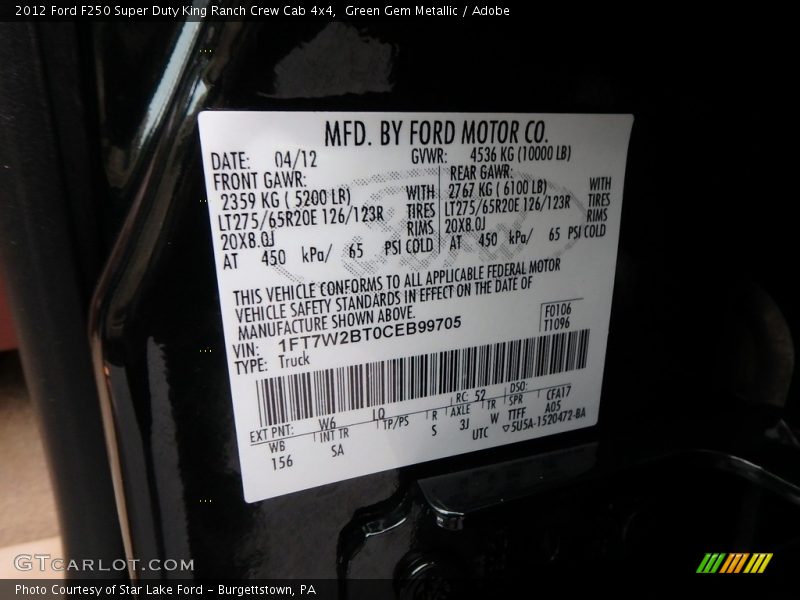 2012 Ford F250 Super Duty King Ranch Crew Cab 4x4,  Green Gem Metallic / Adobe
MFD. BY FORD MOTOR CO.
DATE: 04/12 GVWR: 4536 KG (10000 LB)
FRONT GAWR: REAR GAWR:
2359 KG ( 5200 LB) WITH 2767 KG ( 6100 LB) WITH
LT275/65R20E 126/123R TIRES LT275/65R20E 126/123R TIRES
20X8.0J RIMS 20X8.0J RIMS
AT 450 kPa/ 65 PSI COLD AT 450 kPa/ 65 PSI COLD
THIS VEHICLE CONFORMS TO ALL APPLICABLE FEDERAL MOTOR
VEHICLE SAFETY STANDARDS IN EFFECT ON THE DATE OF
MANUFACTURE SHOWN ABOVE.
F0106
T1096
VIN: 1FT7W2BT0CEB99705
TYPE: Truck
EXT PNT: W6 LQ RC: 52 DSO: CFA17
WB INT TR TP/PS R AXLE TR SPR A05
156 SA S 3J W TTFF
UTC ▽5USA-1520472-BA
Ford
GTCARLOT.COM
Photo Courtesy of Star Lake Ford - Burgettstown, PA